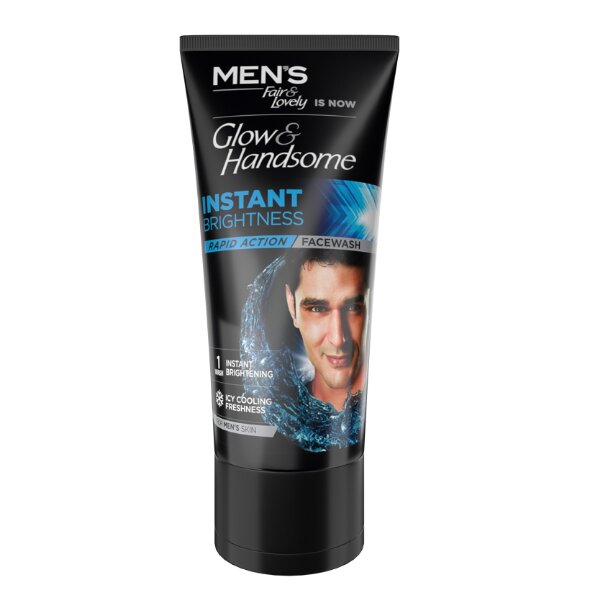 MEN'S
Fair &
Lovely IS NOW
Glow &
Handsome
INSTANT
BRIGHTNESS
RAPID ACTION / FACEWASH
1
WASH
INSTANT
BRIGHTENING
ICY COOLING
FRESHNESS
FOR MEN'S SKIN